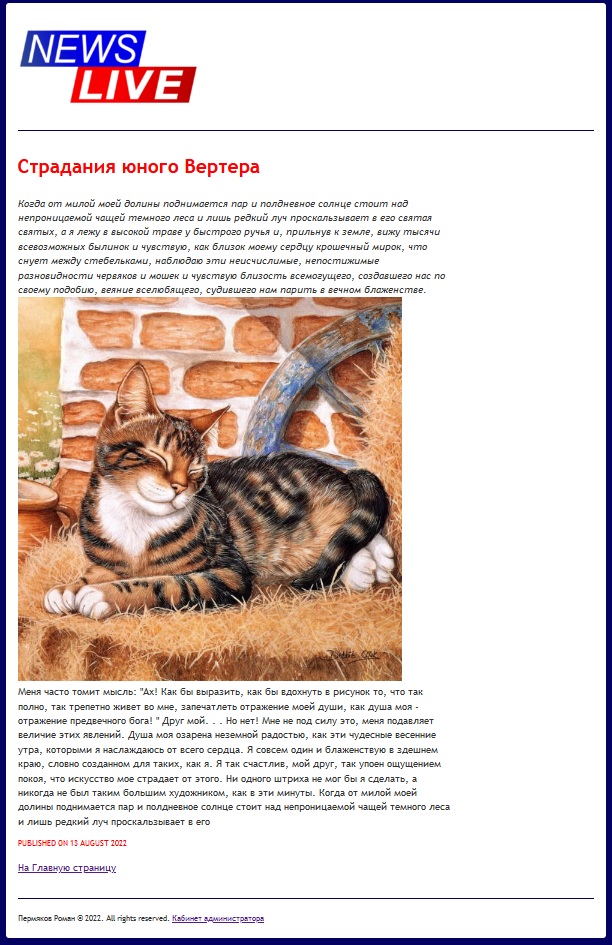 NEWS
LIVE
Страдания юного Вертера
Когда от милой моей долины поднимается пар и полдневное солнце стоит над
непроницаемой чащей темного леса и лишь редкий луч проскальзывает в его святая
святых, а я лежу в высокой траве у быстрого ручья и, прильнув к земле, вижу тысячи
всевозможных былинок и чувствую, как близок моему сердцу крошечный мирок, что
снует между стебельками, наблюдаю эти неисчислимые, непостижимые
разновидности червяков и мошек и чувствую близость всемогущего, создавшего нас по
своему подобию, веяние вселюбящего, судившего нам парить в вечном блаженстве.
Меня часто томит мысль: "Ах! Как бы выразить, как бы вдохнуть в рисунок то, что так
полно, так трепетно живет во мне, запечатлеть отражение моей души, как душа моя -
отражение предвечного бога! " Друг мой. . . Но нет! Мне не под силу это, меня подавляет
величие этих явлений. Душа моя озарена неземной радостью, как эти чудесные весенние
утра, которыми я наслаждаюсь от всего сердца. Я совсем один и блаженствую в здешнем
краю, словно созданном для таких, как я. Я так счастлив, мой друг, так упоен ощущением
покоя, что искусство мое страдает от этого. Ни одного штриха не мог бы я сделать, а
никогда не был таким большим художником, как в эти минуты. Когда от милой моей
долины поднимается пар и полдневное солнце стоит над непроницаемой чащей темного леса
и лишь редкий луч проскальзывает в его
PUBLISHED ON 13 AUGUST 2022
На Главную страницу
Пермяков Роман © 2022. All rights reserved. Кабинет администратора